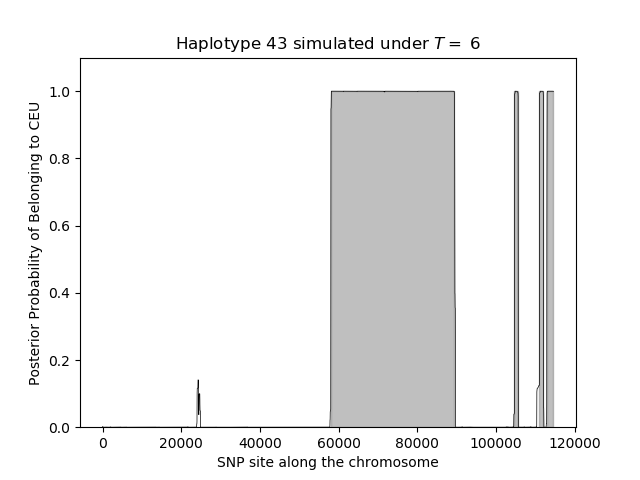 Haplotype 43 simulated under T = 6
Posterior Probability of Belonging to CEU
1.0
0.8
0.6
0.4
0.2
0.0
0 20000 40000 60000 80000 100000 120000
SNP site along the chromosome